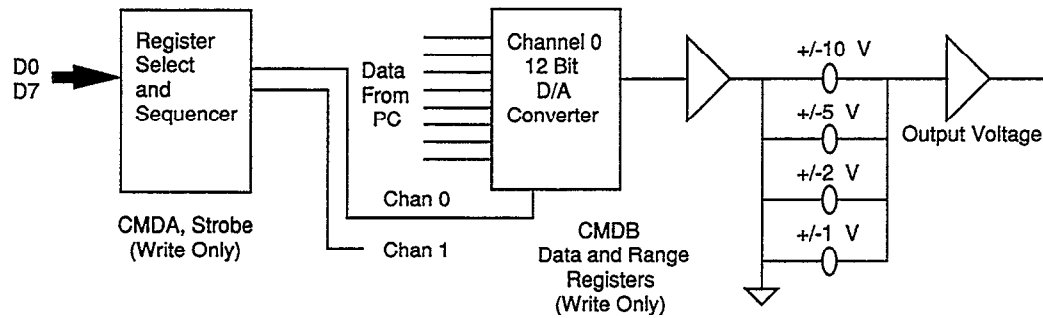 D0
D7
Register
Select
and
Sequencer
CMDA, Strobe
(Write Only)
Data
From
PC
Chan 0
Chan 1
Channel 0
12 Bit
D/A
Converter
CMDB
Data and Range
Registers
(Write Only)
+/-10 V
+/-5 V
+/-2 V
+/-1 V
Output Voltage